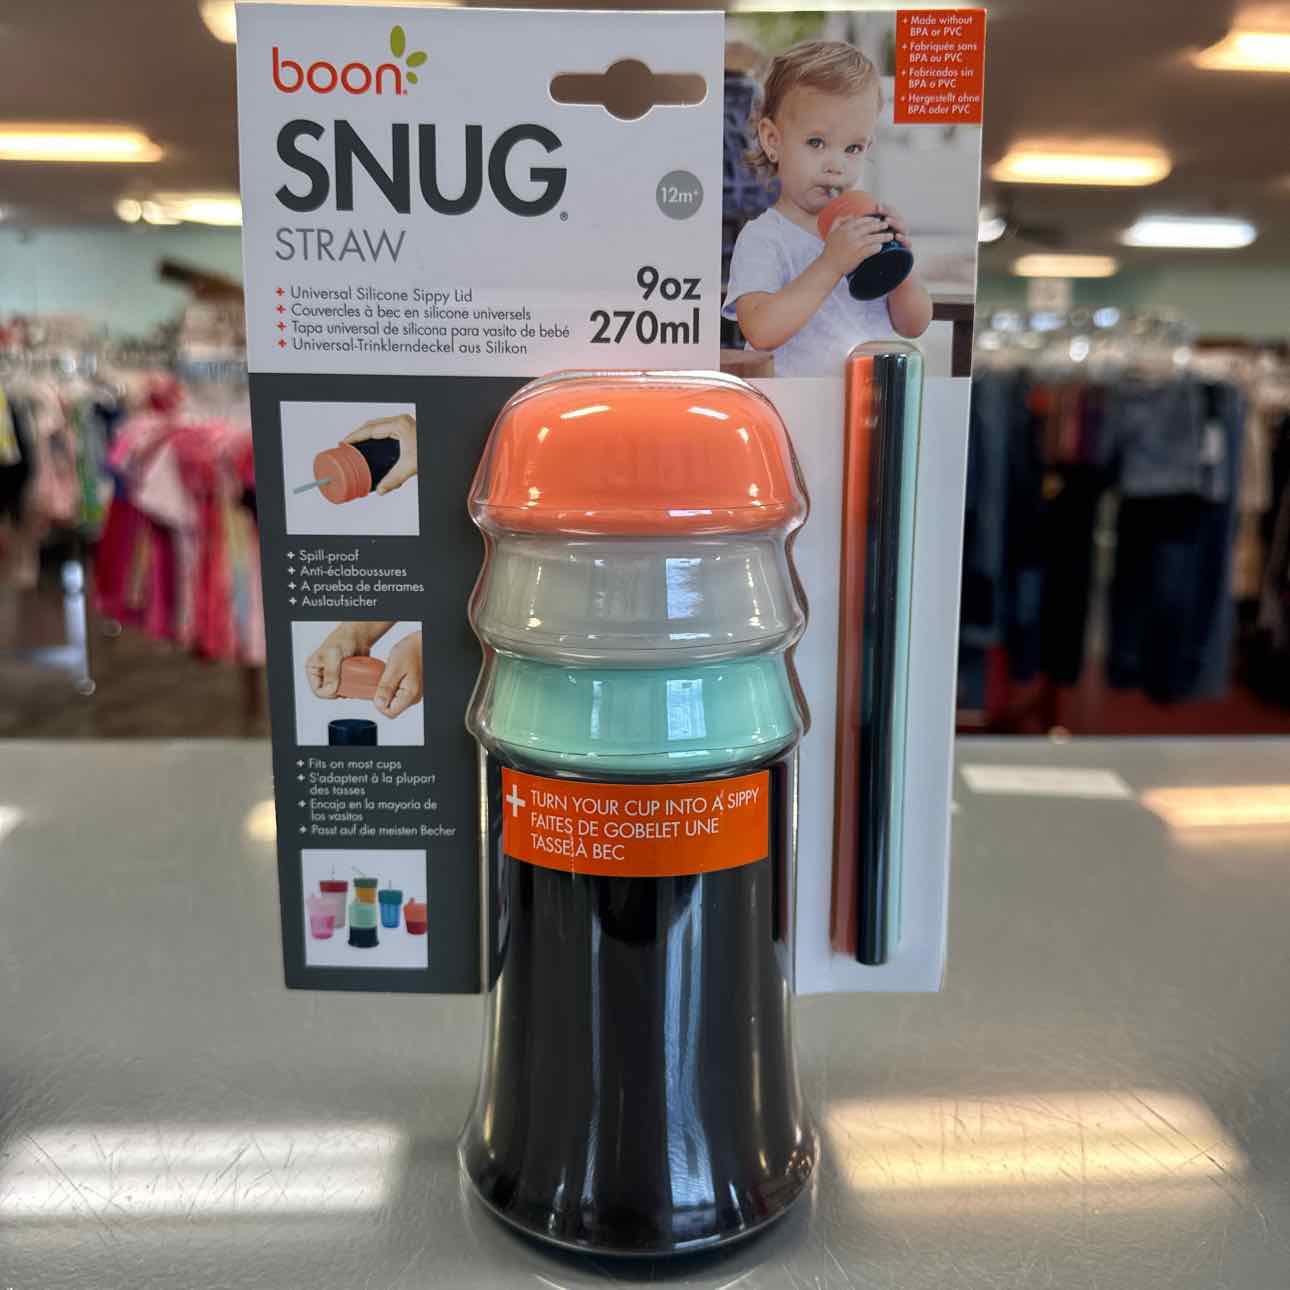 boon
SNUG®
STRAW
12m+
9oz
270ml
+ Universal Silicone Sippy Lid
+ Couvercles à bec en silicone universels
+ Tapa universal de silicona para vasito de bebé
+ Universal-Trinklerndeckel aus Silikon
+ Made without
BPA or PVC
+ Fabriquée sans
BPA ou PVC
+ Fabricados sin
BPA o PVC
+ Hergestellt ohne
BPA oder PVC
+ Spill-proof
+ Anti-éclaboussures
+ A prueba de derrames
+ Auslaufsicher
+ Fits on most cups
+ S'adaptent à la plupart
des tasses
+ Encaja en la mayoría de
los vasitos
+ Passt auf die meisten Becher
+ TURN YOUR CUP INTO A SIPPY
FAITES DE GOBELET UNE
TASSE À BEC